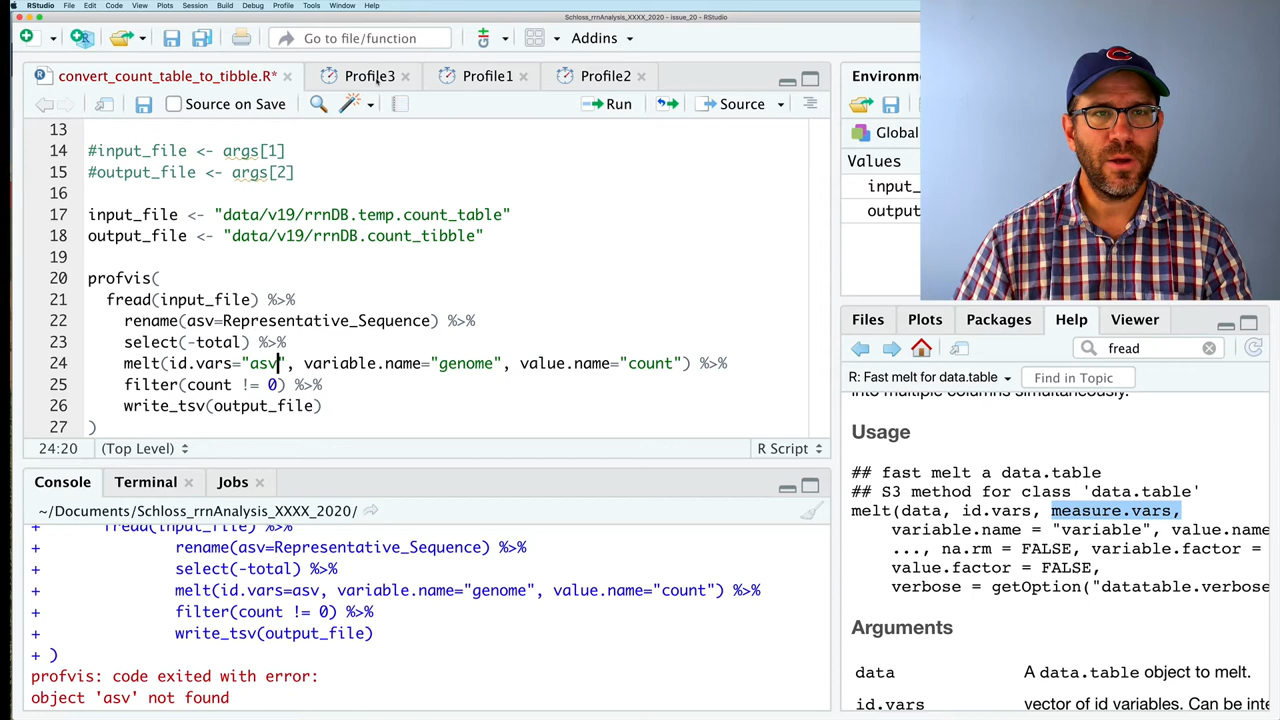 RStudio File Edit Code View Plots Session Build Debug Profile Tools Window Help
Schloss_rrnAnalysis_XXXX_2020 - issue_20 - RStudio
Go to file/function Addins
convert_count_table_to_tibble.R* Profile3 Profile1 Profile2
Source on Save Run Source
13
14 #input_file <- args[1]
15 #output_file <- args[2]
16
17 input_file <- "data/v19/rrnDB.temp.count_table"
18 output_file <- "data/v19/rrnDB.count_tibble"
19
20 profvis(
21 fread(input_file) %>%
22 rename(asv=Representative_Sequence) %>%
23 select(-total) %>%
24 melt(id.vars="asv", variable.name="genome", value.name="count") %>%
25 filter(count != 0) %>%
26 write_tsv(output_file)
27 )
24:20 (Top Level) R Script
Console Terminal Jobs
~/Documents/Schloss_rrnAnalysis_XXXX_2020/
+ fread(input_file) %>%
+ rename(asv=Representative_Sequence) %>%
+ select(-total) %>%
+ melt(id.vars=asv, variable.name="genome", value.name="count") %>%
+ filter(count != 0) %>%
+ write_tsv(output_file)
+ )
profvis: code exited with error:
object 'asv' not found
Environm
Global
Values
input_
output
C
Files Plots Packages Help Viewer
fread
R: Fast melt for data.table Find in Topic
into multiple columns simultaneously.
Usage
## fast melt a data.table
## S3 method for class 'data.table'
melt(data, id.vars, measure.vars,
variable.name = "variable", value.name
..., na.rm = FALSE, variable.factor =
value.factor = FALSE,
verbose = getOption("datatable.verbose
Arguments
data A data.table object to melt.
id.vars vector of id variables. Can be inte